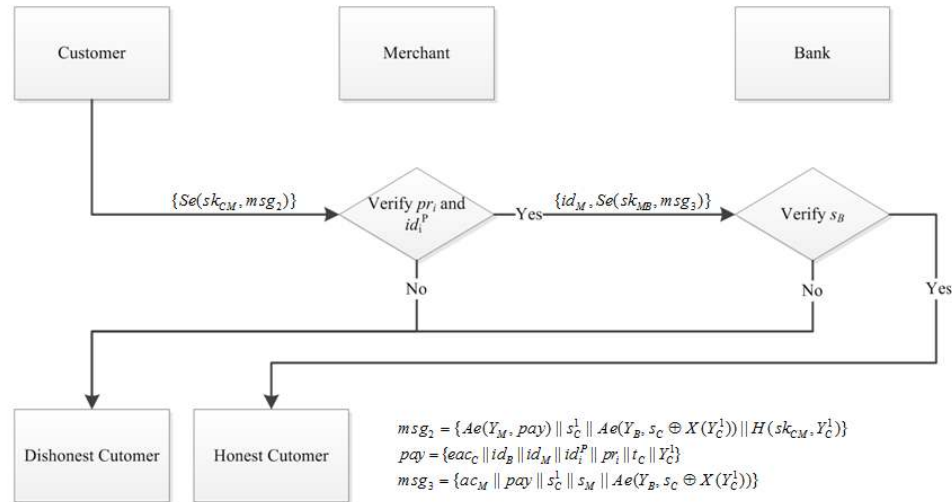 Customer
Merchant
Bank
{Se(sk_CM, msg_2)}
Verify pr_i and
id_i^P
Yes
{id_M, Se(sk_MB, msg_3)}
Verify s_B
No
No
Yes
Dishonest Cutomer
Honest Cutomer
msg_2 = {Ae(Y_M, pay) || s_C^1 || Ae(Y_B, s_C ⊕ X(Y_C^1)) || H(sk_CM, Y_C^1)}
pay = {eac_C || id_B || id_M || id_i^P || pr_i || t_C || Y_C^1}
msg_3 = {ac_M || pay || s_C^1 || s_M || Ae(Y_B, s_C ⊕ X(Y_C^1))}